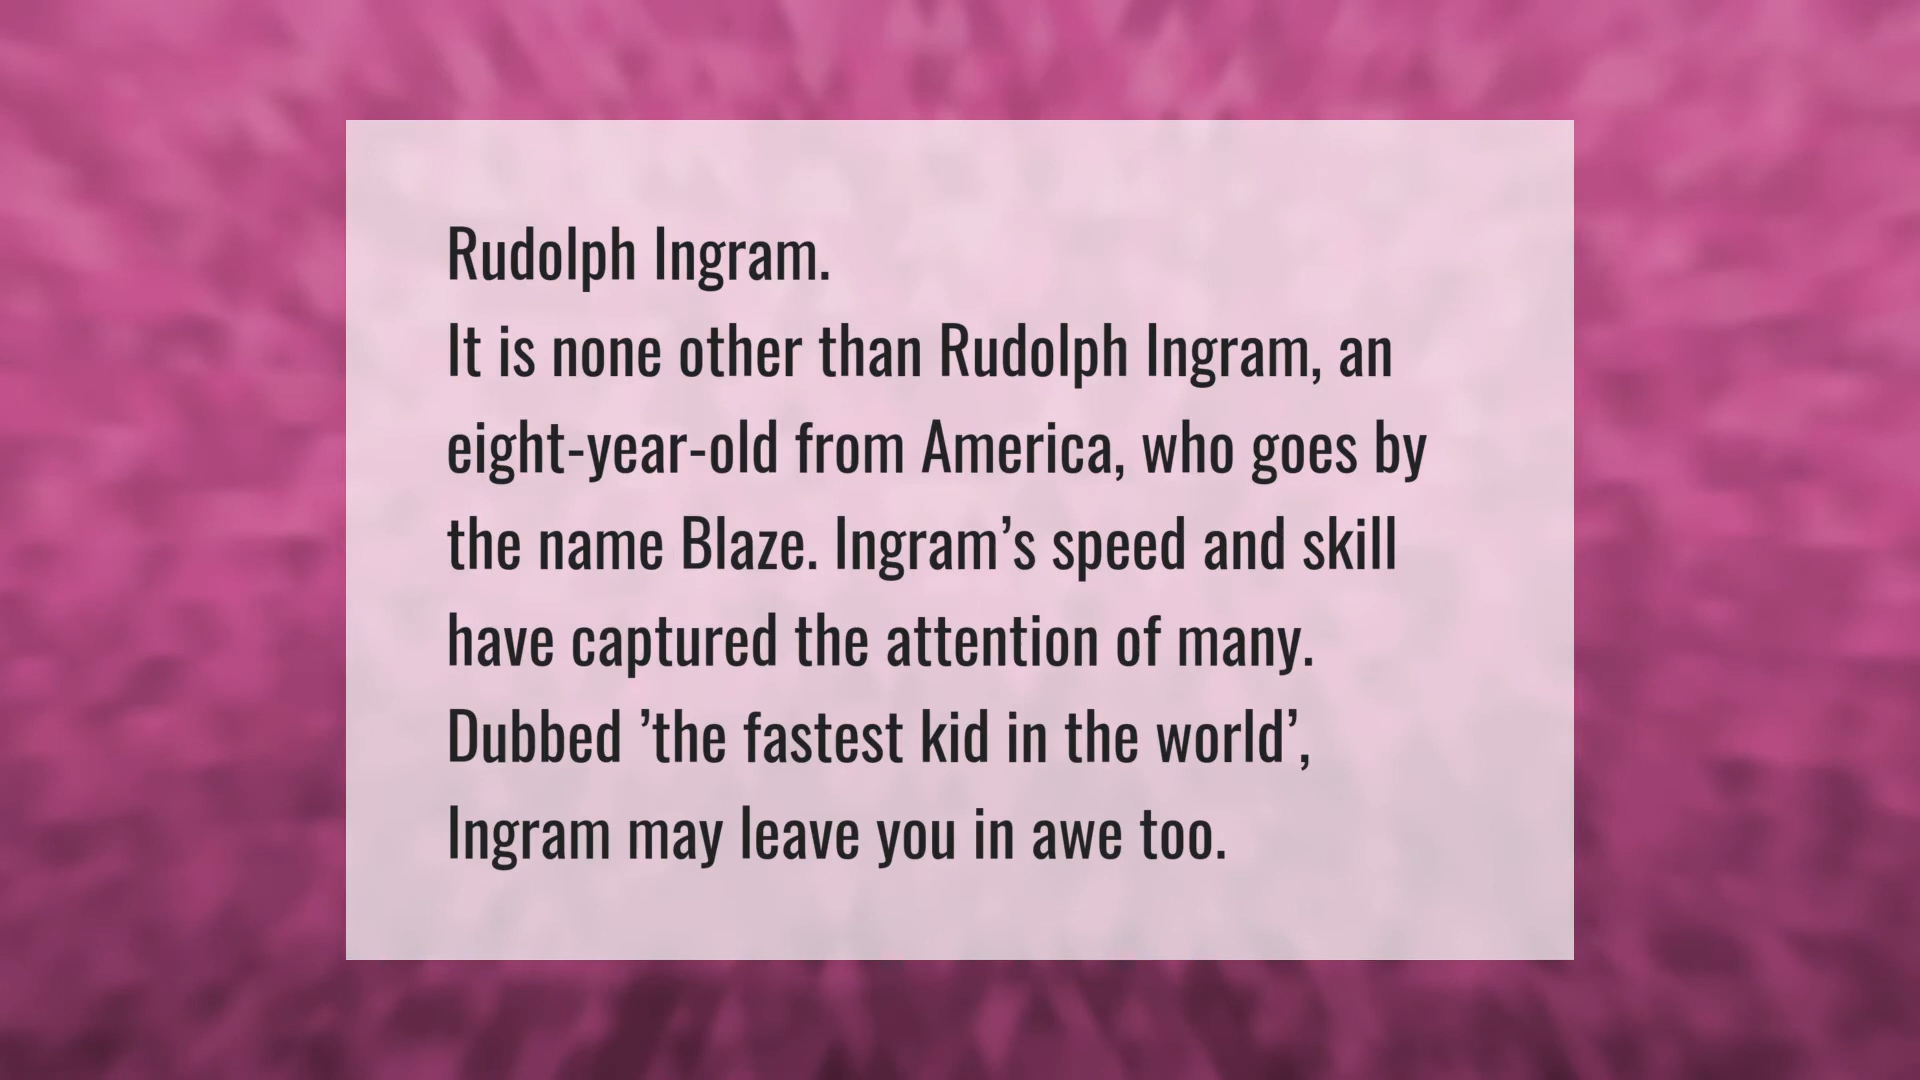 Rudolph Ingram.
It is none other than Rudolph Ingram, an
eight-year-old from America, who goes by
the name Blaze. Ingram’s speed and skill
have captured the attention of many.
Dubbed ’the fastest kid in the world’,
Ingram may leave you in awe too.